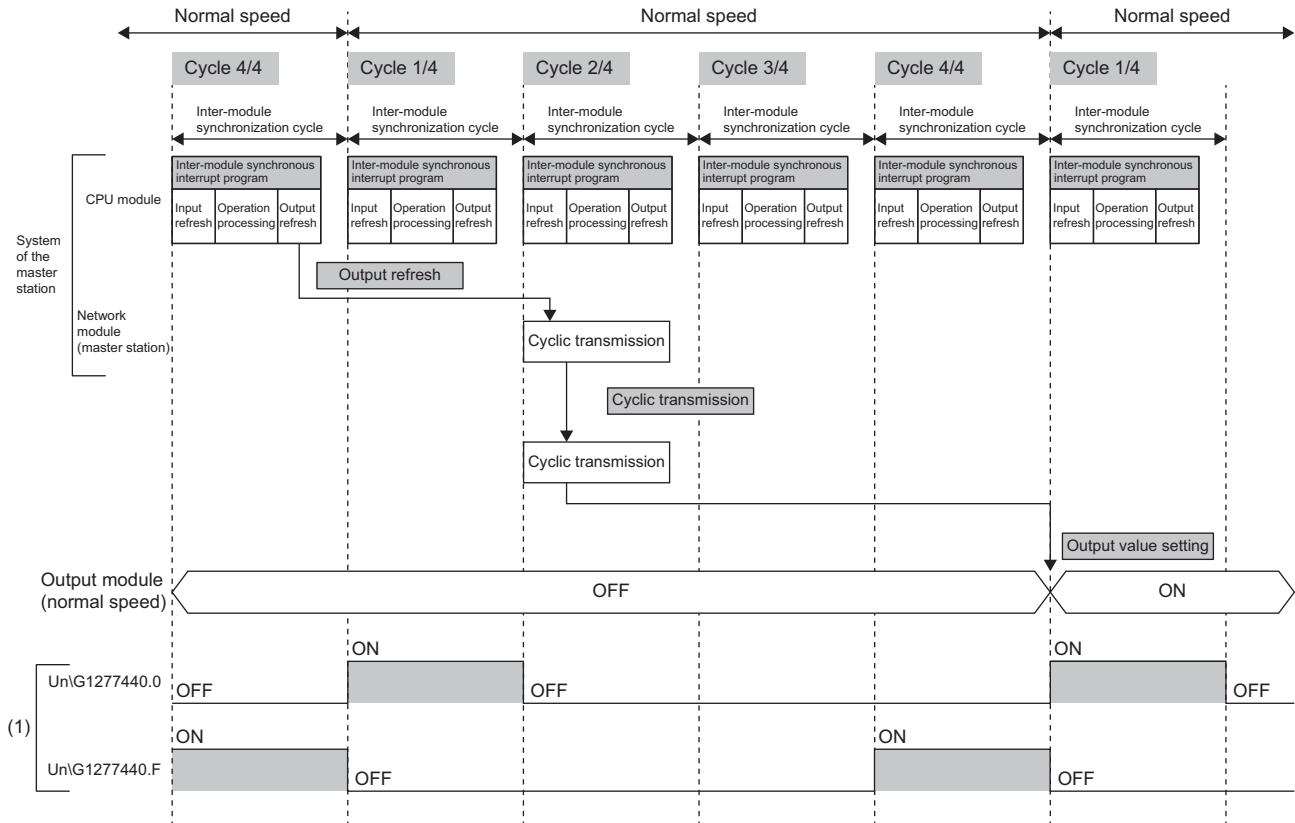 Normal speed
Normal speed
Normal speed
Cycle 4/4
Cycle 1/4
Cycle 2/4
Cycle 3/4
Cycle 4/4
Cycle 1/4
Inter-module
synchronization cycle
Inter-module
synchronization cycle
Inter-module
synchronization cycle
Inter-module
synchronization cycle
Inter-module
synchronization cycle
Inter-module
synchronization cycle
System
of the
master
station
CPU module
Inter-module synchronous
interrupt program
Input
refresh
Operation
processing
Output
refresh
Inter-module synchronous
interrupt program
Input
refresh
Operation
processing
Output
refresh
Inter-module synchronous
interrupt program
Input
refresh
Operation
processing
Output
refresh
Inter-module synchronous
interrupt program
Input
refresh
Operation
processing
Output
refresh
Inter-module synchronous
interrupt program
Input
refresh
Operation
processing
Output
refresh
Inter-module synchronous
interrupt program
Input
refresh
Operation
processing
Output
refresh
Output refresh
Network
module
(master station)
Cyclic transmission
Cyclic transmission
Cyclic transmission
Output value setting
Output module
(normal speed)
OFF
ON
(1)
Un\G1277440.0
OFF
ON
OFF
ON
OFF
Un\G1277440.F
ON
OFF
ON
OFF